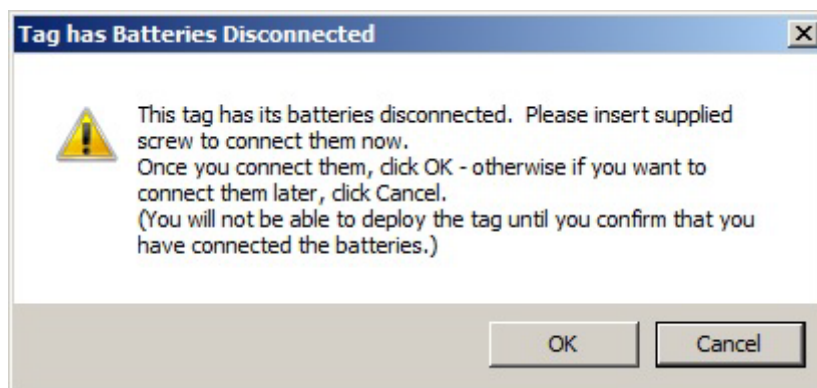 Tag has Batteries Disconnected
This tag has its batteries disconnected.  Please insert supplied
screw to connect them now.
Once you connect them, click OK - otherwise if you want to
connect them later, click Cancel.
(You will not be able to deploy the tag until you confirm that you
have connected the batteries.)
OK
Cancel